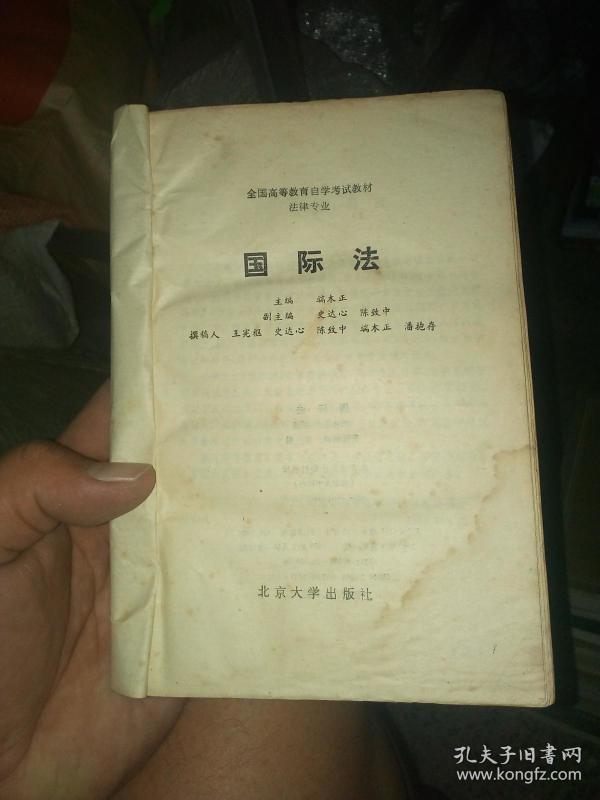 全国高等教育自学考试教材
法律专业
国际法
主编 端木正
副主编 史达心 陈致中
撰稿人 王宪枢 史达心 陈致中 端木正 潘抱存
北京大学出版社
孔夫子旧书网
www.kongfz.com